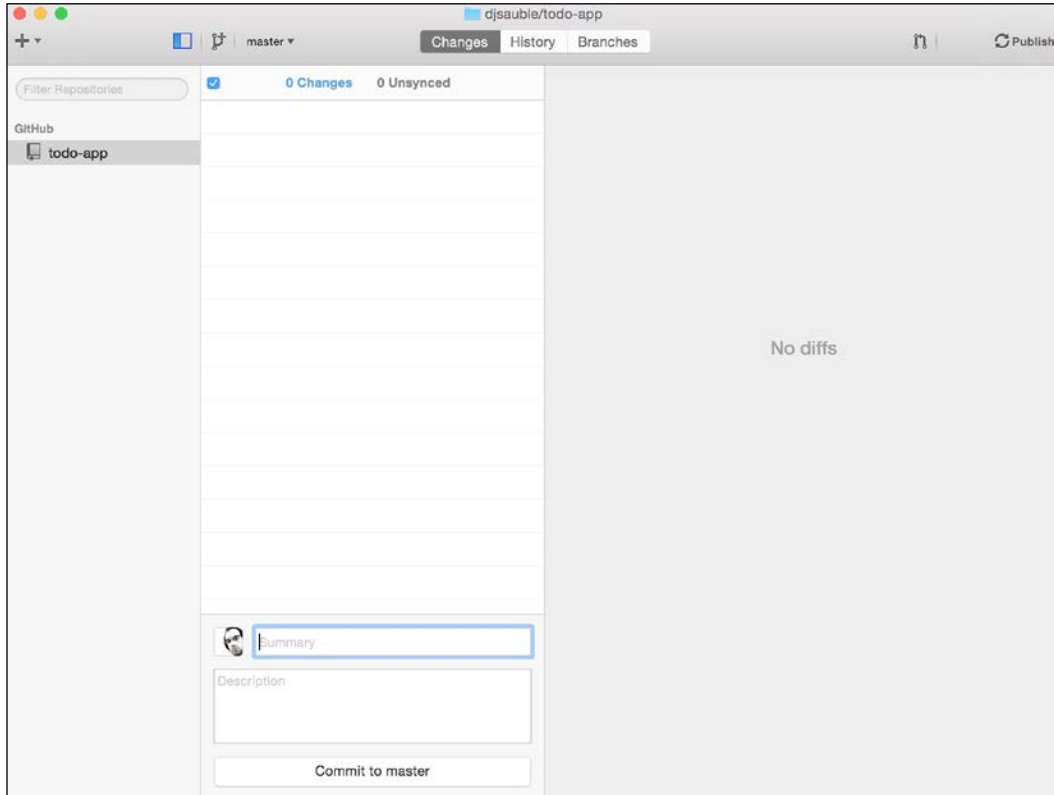 djsauble/todo-app
master
Changes History Branches
Publish
Filter Repositories
0 Changes 0 Unsynced
GitHub
todo-app
No diffs
Summary
Description
Commit to master